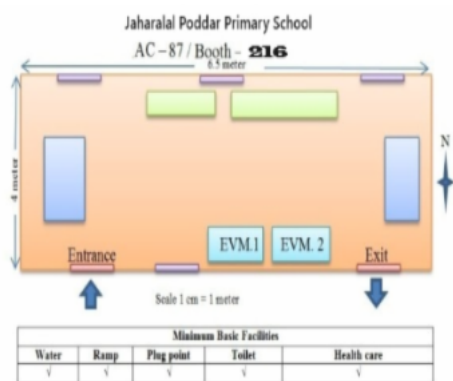 Jaharalal Poddar Primary School
AC - 87 / Booth - 216
6.5 meter
4 meter
N
EVM.1 EVM. 2
Entrance Exit
Scale 1 cm = 1 meter
Minimum Basic Facilities
Water Ramp Plug point Toilet Health care
√ √ √ √ √